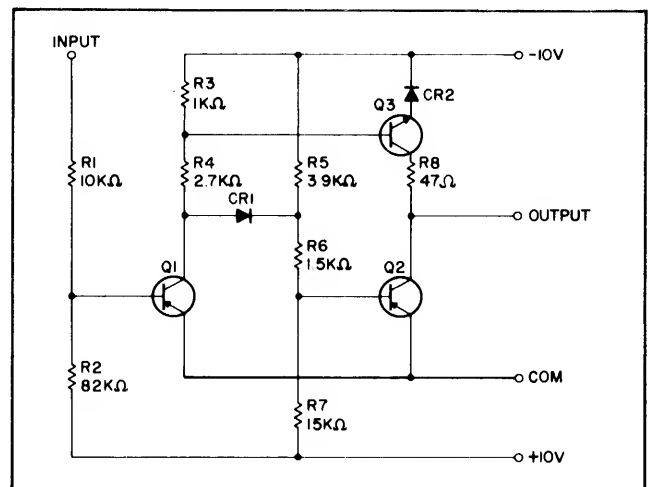 INPUT
-10V
R3
1KΩ
CR2
Q3
R1
10KΩ
R4
2.7KΩ
R5
3.9KΩ
R8
47Ω
CR1
OUTPUT
Q1
R6
1.5KΩ
Q2
R2
82KΩ
COM
R7
15KΩ
+10V